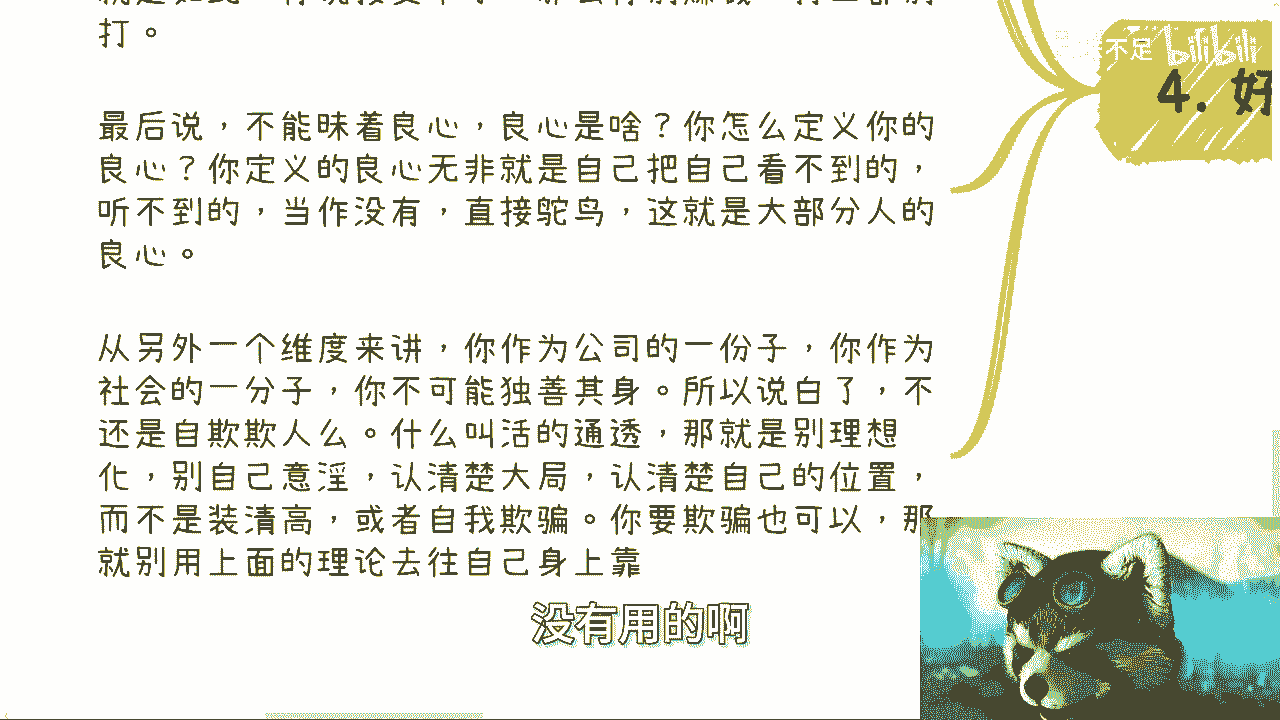 打。
最后说，不能昧着良心，良心是啥？你怎么定义你的
良心？你定义的良心无非就是自己把自己看不到的，
听不到的，当作没有，直接鸵鸟，这就是大部分人的
良心。
从另外一个维度来讲，你作为公司的一份子，你作为
社会的一分子，你不可能独善其身。所以说白了，不
还是自欺欺人么。什么叫活的通透，那就是别理想
化，别自己意淫，认清楚大局，认清楚自己的位置，
而不是装清高，或者自我欺骗。你要欺骗也可以，那
就别用上面的理论去往自己身上靠
不足 bilibili
4. 好
没有用的啊